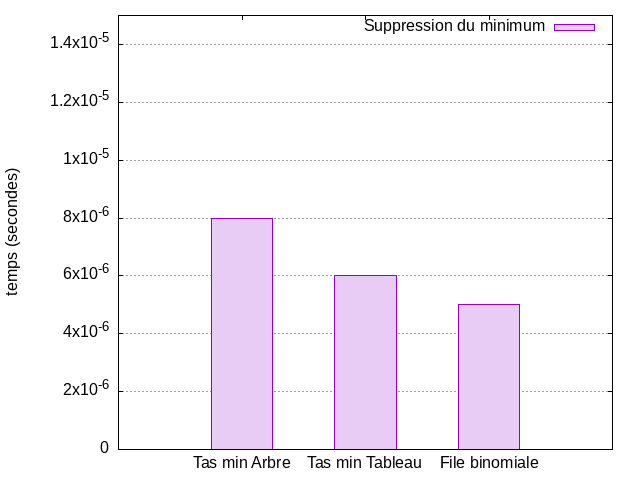 Suppression du minimum
1.4x10⁻⁵
1.2x10⁻⁵
1x10⁻⁵
8x10⁻⁶
6x10⁻⁶
4x10⁻⁶
2x10⁻⁶
0
temps (secondes)
Tas min Arbre
Tas min Tableau
File binomiale